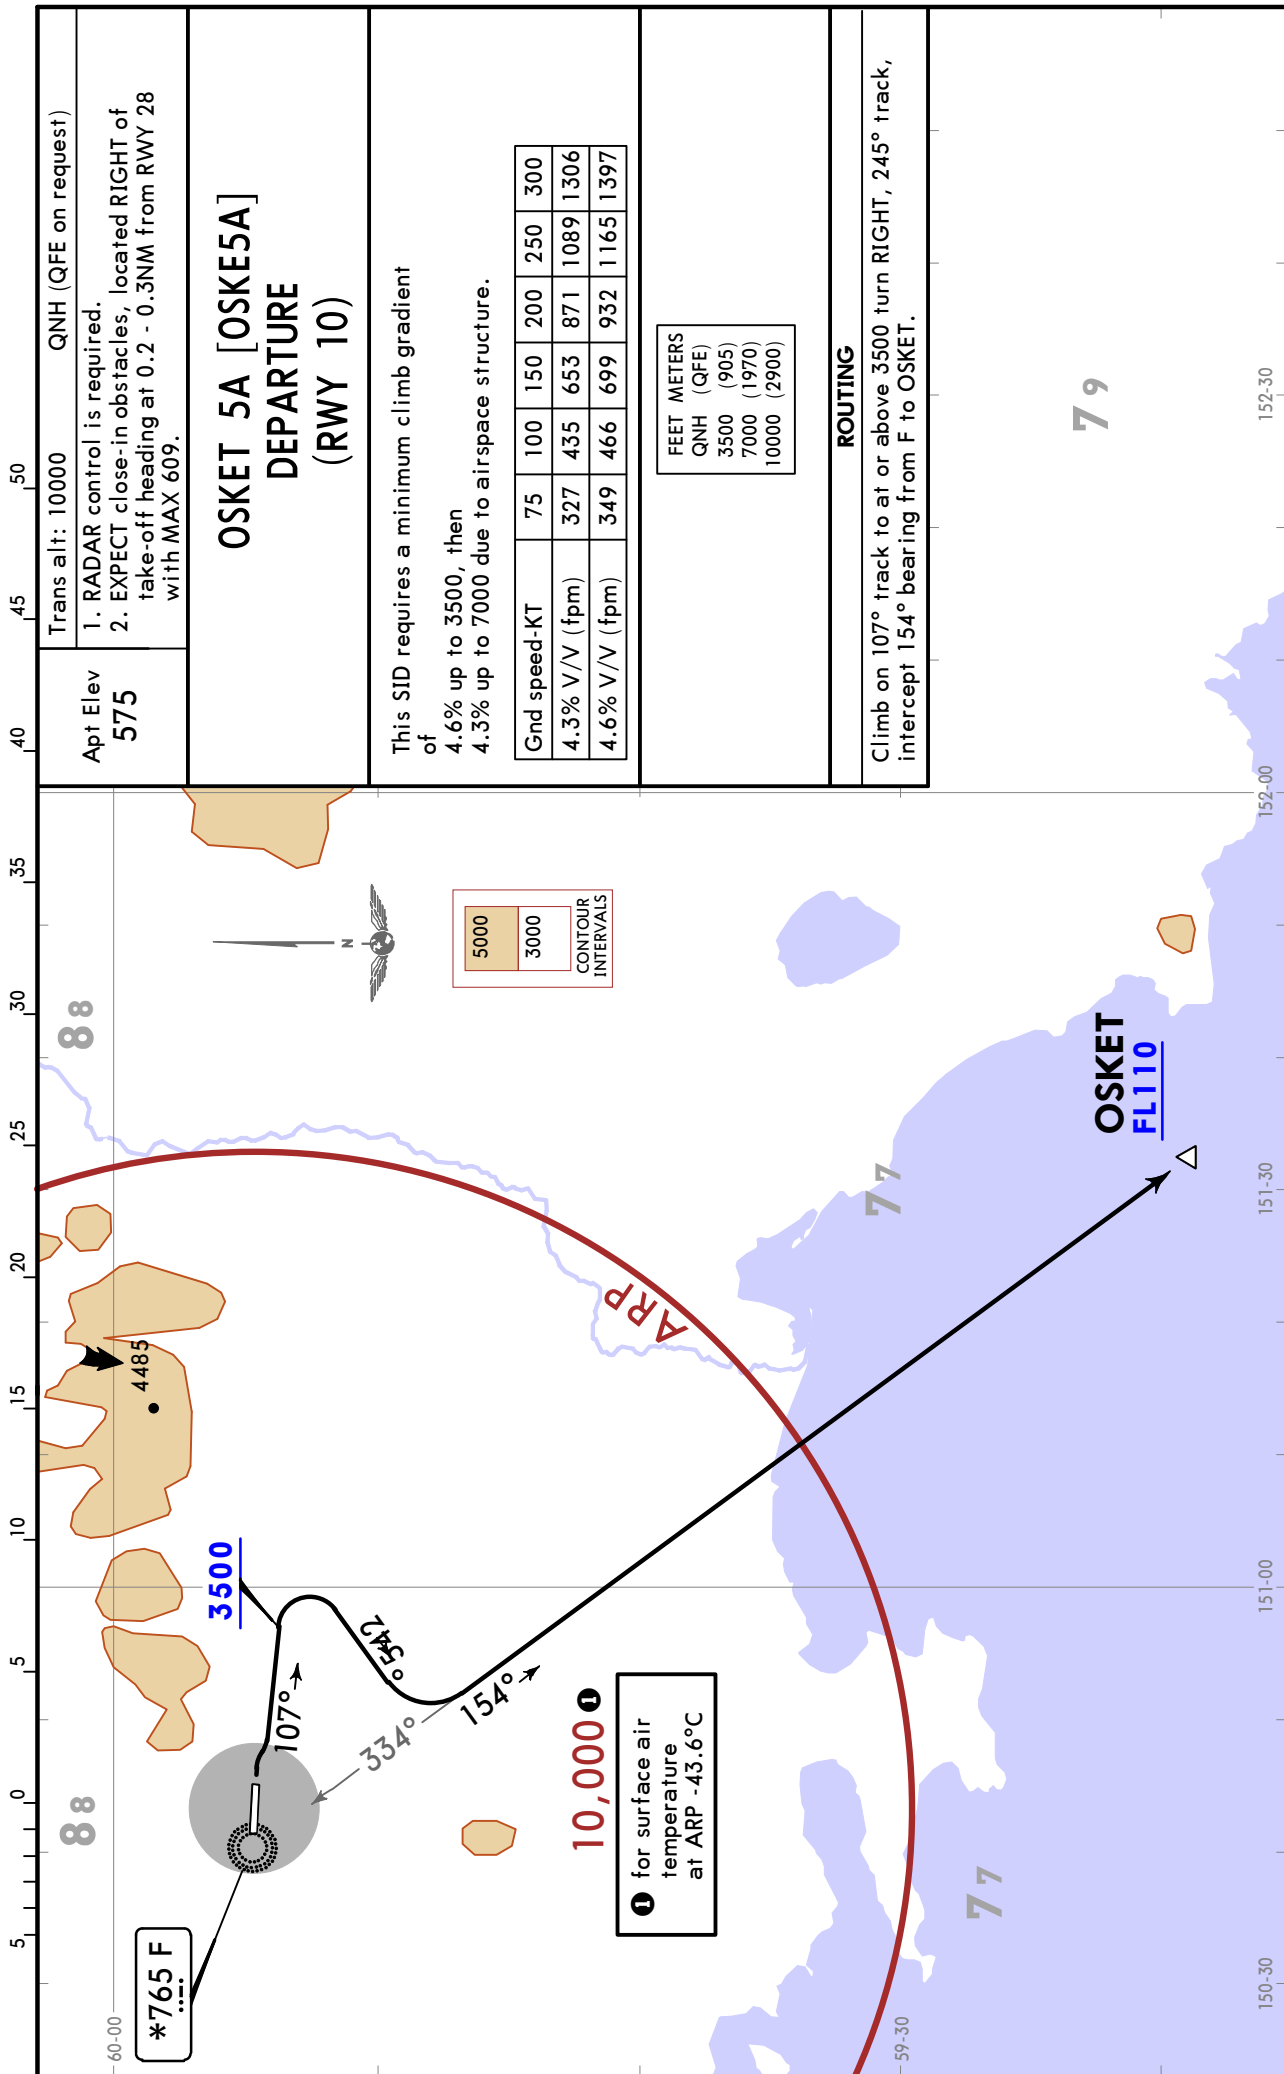 5
0
5
10
15
20
25
30
35
40
45
50
Apt Elev
575
Trans alt: 10000 QNH (QFE on request)
1. RADAR control is required.
2. EXPECT close-in obstacles, located RIGHT of
take-off heading at 0.2 - 0.3NM from RWY 28
with MAX 609.
OSKET 5A [OSKE5A]
DEPARTURE
(RWY 10)
This SID requires a minimum climb gradient
of
4.6% up to 3500, then
4.3% up to 7000 due to airspace structure.
Gnd speed-KT 75 100 150 200 250 300
4.3% V/V (fpm) 327 435 653 871 1089 1306
4.6% V/V (fpm) 349 466 699 932 1165 1397
FEET METERS
QNH (QFE)
3500 (905)
7000 (1970)
10000 (2900)
ROUTING
Climb on 107° track to at or above 3500 turn RIGHT, 245° track,
intercept 154° bearing from F to OSKET.
88
88
60-00
4485
N
*765 F
3500
107°
245°
334°
154°
5000
3000
CONTOUR
INTERVALS
10,000 1
1 for surface air
temperature
at ARP -43.6°C
ARP
77
77
79
59-30
OSKET
FL110
150-30
151-00
151-30
152-00
152-30